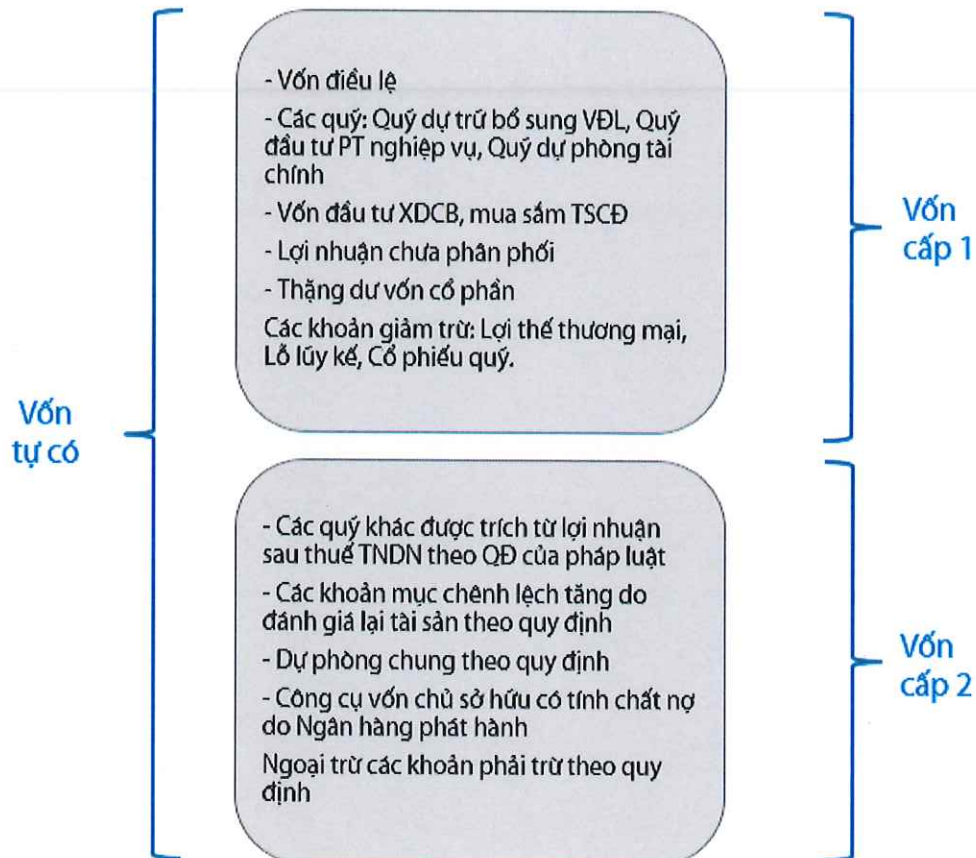 - Vốn điều lệ
- Các quỹ: Quỹ dự trữ bổ sung VĐL, Quỹ
đầu tư PT nghiệp vụ, Quỹ dự phòng tài
chính
- Vốn đầu tư XDCB, mua sắm TSCĐ
- Lợi nhuận chưa phân phối
- Thặng dư vốn cổ phần
Các khoản giảm trừ: Lợi thế thương mại,
Lỗ lũy kế, Cổ phiếu quỹ.
Vốn
cấp 1
Vốn
tự có
- Các quỹ khác được trích từ lợi nhuận
sau thuế TNDN theo QĐ của pháp luật
- Các khoản mục chênh lệch tăng do
đánh giá lại tài sản theo quy định
- Dự phòng chung theo quy định
- Công cụ vốn chủ sở hữu có tính chất nợ
do Ngân hàng phát hành
Ngoại trừ các khoản phải trừ theo quy
định
Vốn
cấp 2